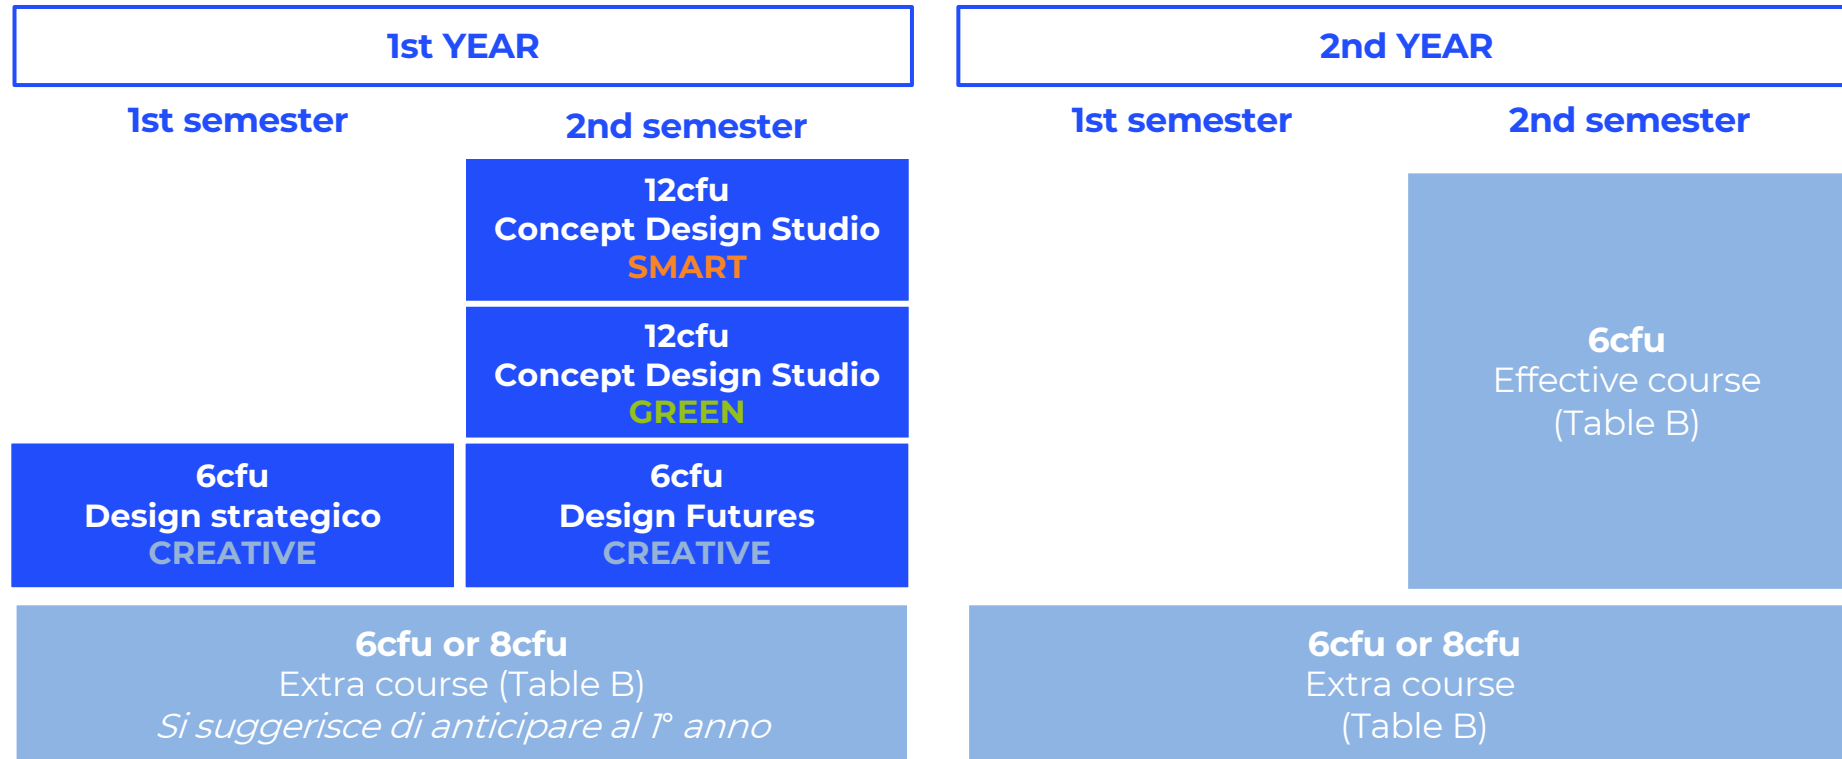 1st YEAR
1st semester
2nd semester
12cfu
Concept Design Studio
SMART
12cfu
Concept Design Studio
GREEN
6cfu
Design strategico
CREATIVE
6cfu
Design Futures
CREATIVE
6cfu or 8cfu
Extra course (Table B)
Si suggerisce di anticipare al 1° anno
2nd YEAR
1st semester
2nd semester
6cfu
Effective course
(Table B)
6cfu or 8cfu
Extra course
(Table B)